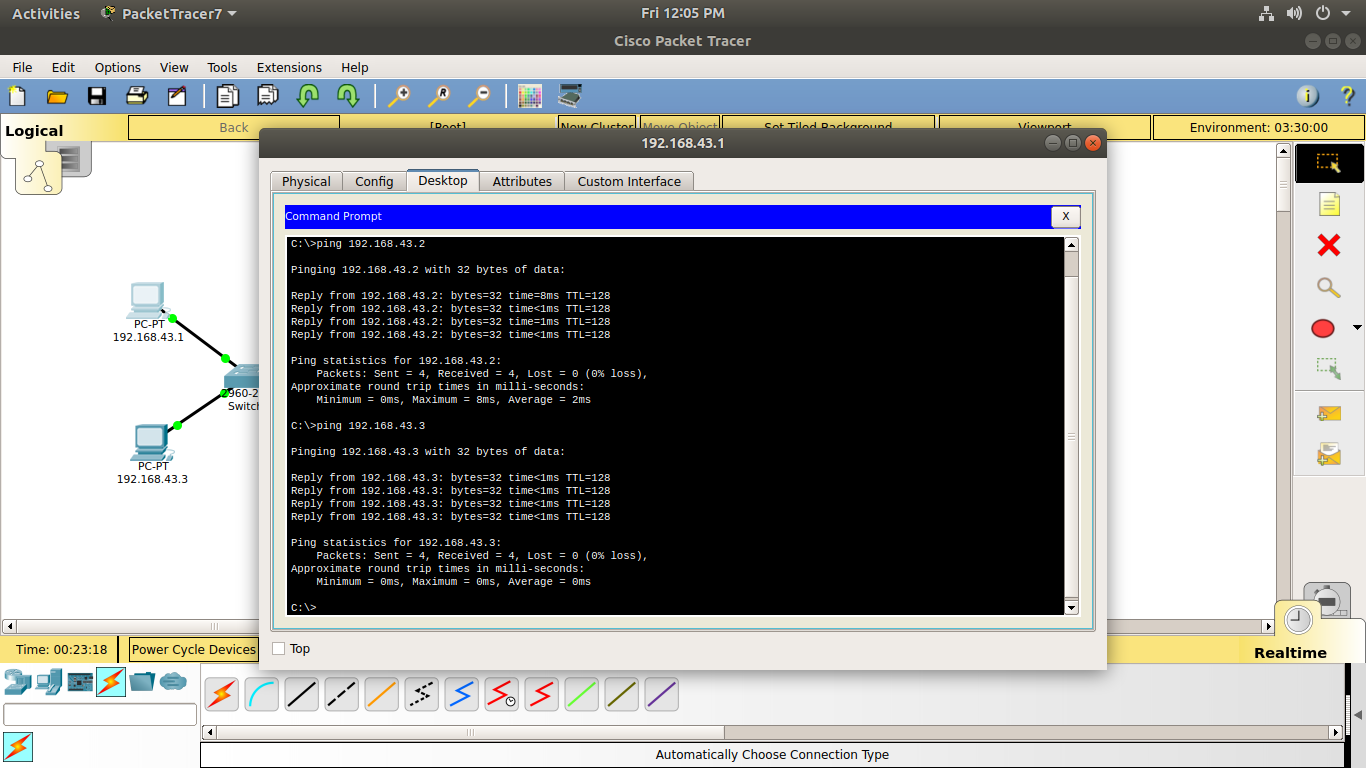 Activities PacketTracer7 Fri 12:05 PM
Cisco Packet Tracer
File Edit Options View Tools Extensions Help
Logical Back [Root] New Cluster Move Object Set Tiled Background Viewport Environment: 03:30:00
192.168.43.1
Physical Config Desktop Attributes Custom Interface
Command Prompt X
C:\>ping 192.168.43.2
Pinging 192.168.43.2 with 32 bytes of data:
Reply from 192.168.43.2: bytes=32 time=8ms TTL=128
Reply from 192.168.43.2: bytes=32 time<1ms TTL=128
Reply from 192.168.43.2: bytes=32 time=1ms TTL=128
Reply from 192.168.43.2: bytes=32 time<1ms TTL=128
Ping statistics for 192.168.43.2:
Packets: Sent = 4, Received = 4, Lost = 0 (0% loss),
Approximate round trip times in milli-seconds:
Minimum = 0ms, Maximum = 8ms, Average = 2ms
C:\>ping 192.168.43.3
Pinging 192.168.43.3 with 32 bytes of data:
Reply from 192.168.43.3: bytes=32 time<1ms TTL=128
Reply from 192.168.43.3: bytes=32 time<1ms TTL=128
Reply from 192.168.43.3: bytes=32 time<1ms TTL=128
Reply from 192.168.43.3: bytes=32 time<1ms TTL=128
Ping statistics for 192.168.43.3:
Packets: Sent = 4, Received = 4, Lost = 0 (0% loss),
Approximate round trip times in milli-seconds:
Minimum = 0ms, Maximum = 0ms, Average = 0ms
C:\>
Top
PC-PT
192.168.43.1
2960-2
Switc
PC-PT
192.168.43.3
Time: 00:23:18 Power Cycle Devices
Realtime
Automatically Choose Connection Type